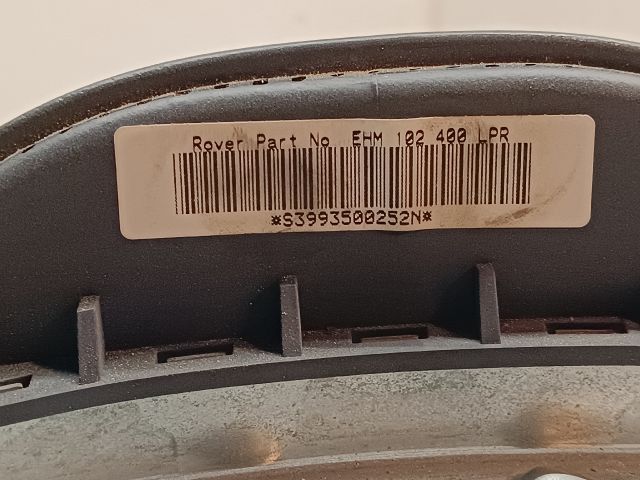 Rover Part No EHM 102 400 LPR
*S3993500252N*